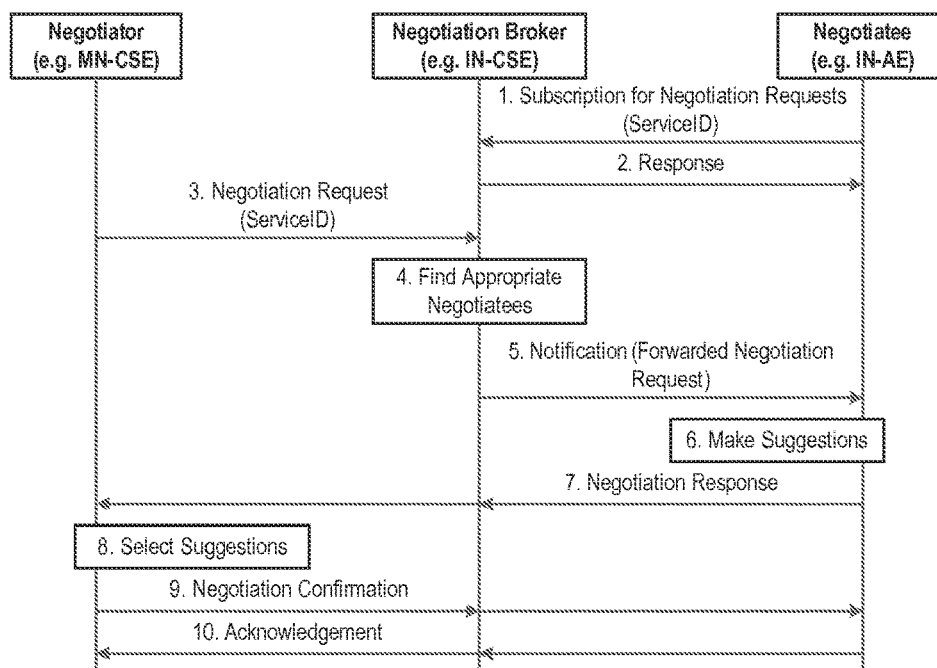 Negotiator
(e.g. MN-CSE)
Negotiation Broker
(e.g. IN-CSE)
Negotiatee
(e.g. IN-AE)
1. Subscription for Negotiation Requests
(ServiceID)
2. Response
3. Negotiation Request
(ServiceID)
4. Find Appropriate
Negotiatees
5. Notification (Forwarded Negotiation
Request)
6. Make Suggestions
7. Negotiation Response
8. Select Suggestions
9. Negotiation Confirmation
10. Acknowledgement